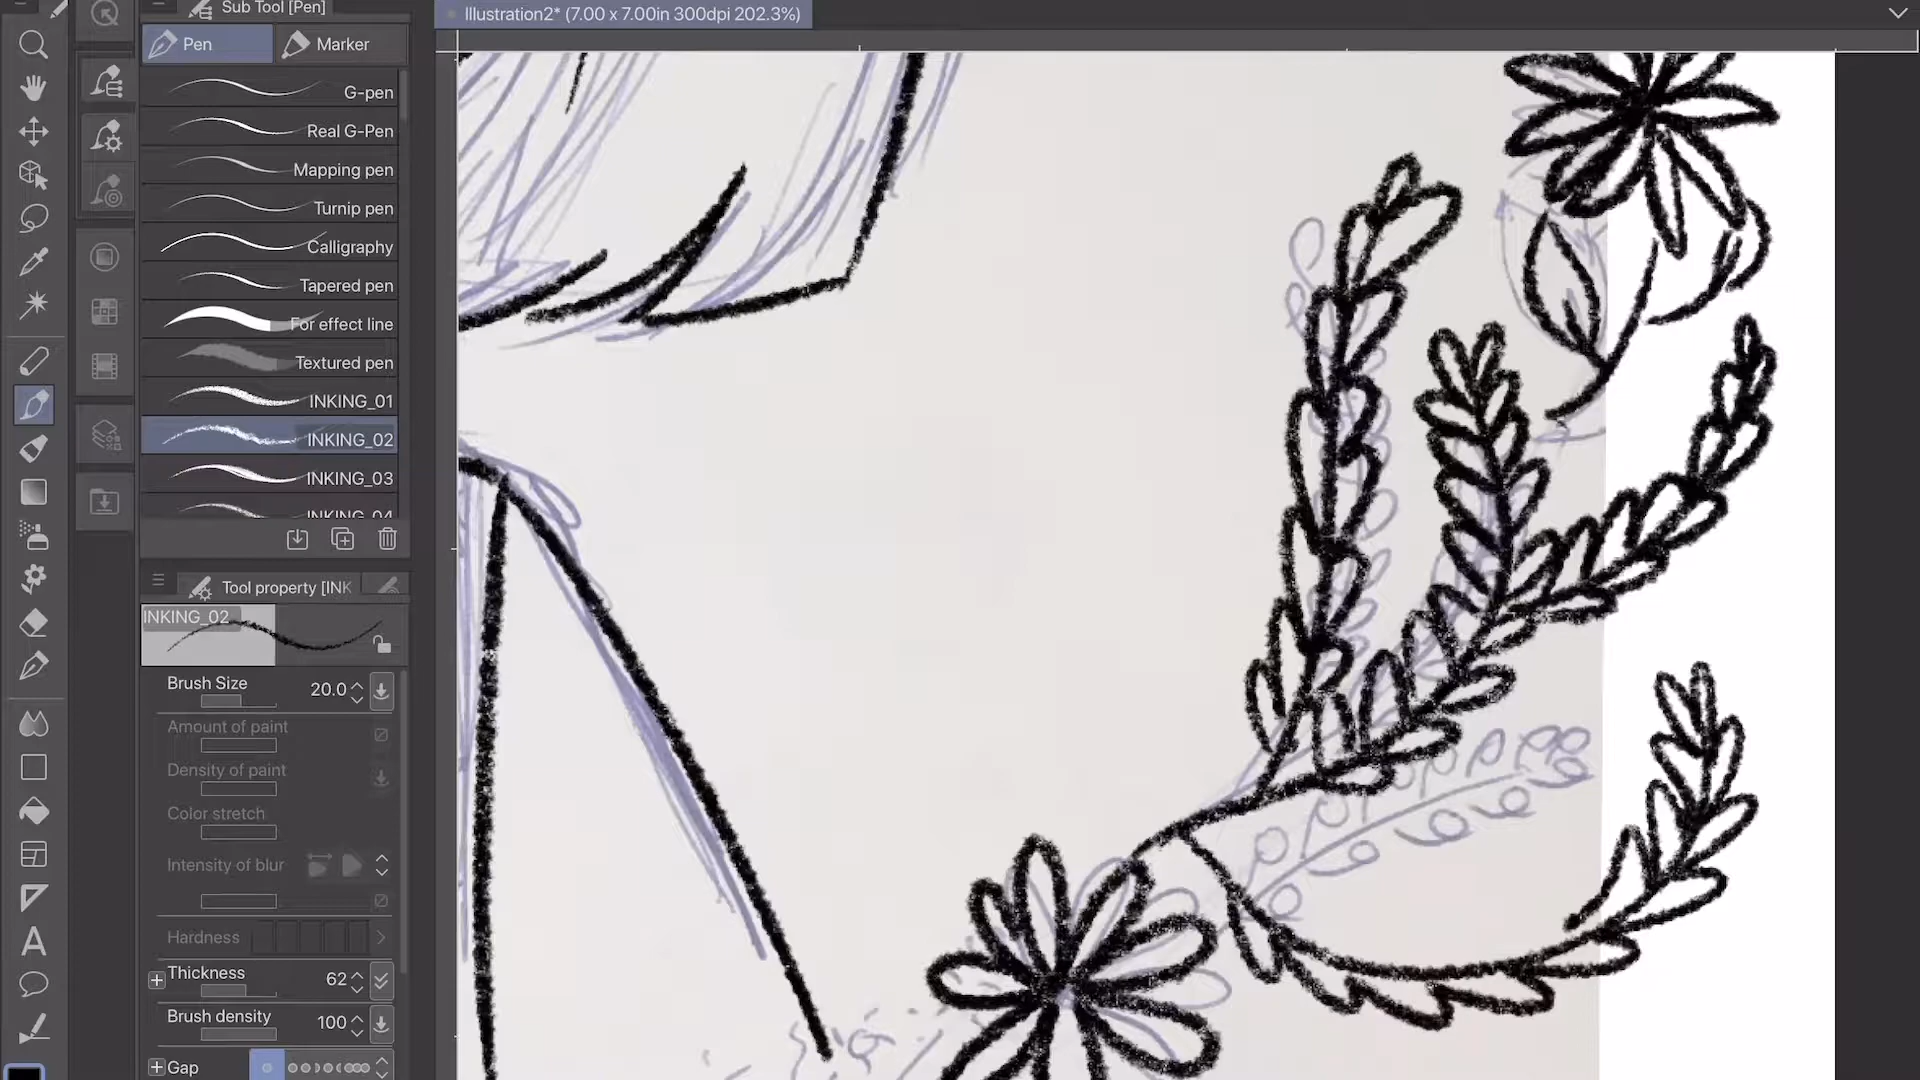 Sub Tool [Pen]
Illustration2* (7.00 x 7.00in 300dpi 202.3%)
Pen
Marker
G-pen
Real G-Pen
Mapping pen
Turnip pen
Calligraphy
Tapered pen
For effect line
Textured pen
INKING_01
INKING_02
INKING_03
INKING_04
Tool property [INK
INKING_02
Brush Size 20.0
Amount of paint
Density of paint
Color stretch
Intensity of blur
Hardness
Thickness 62
Brush density 100
Gap